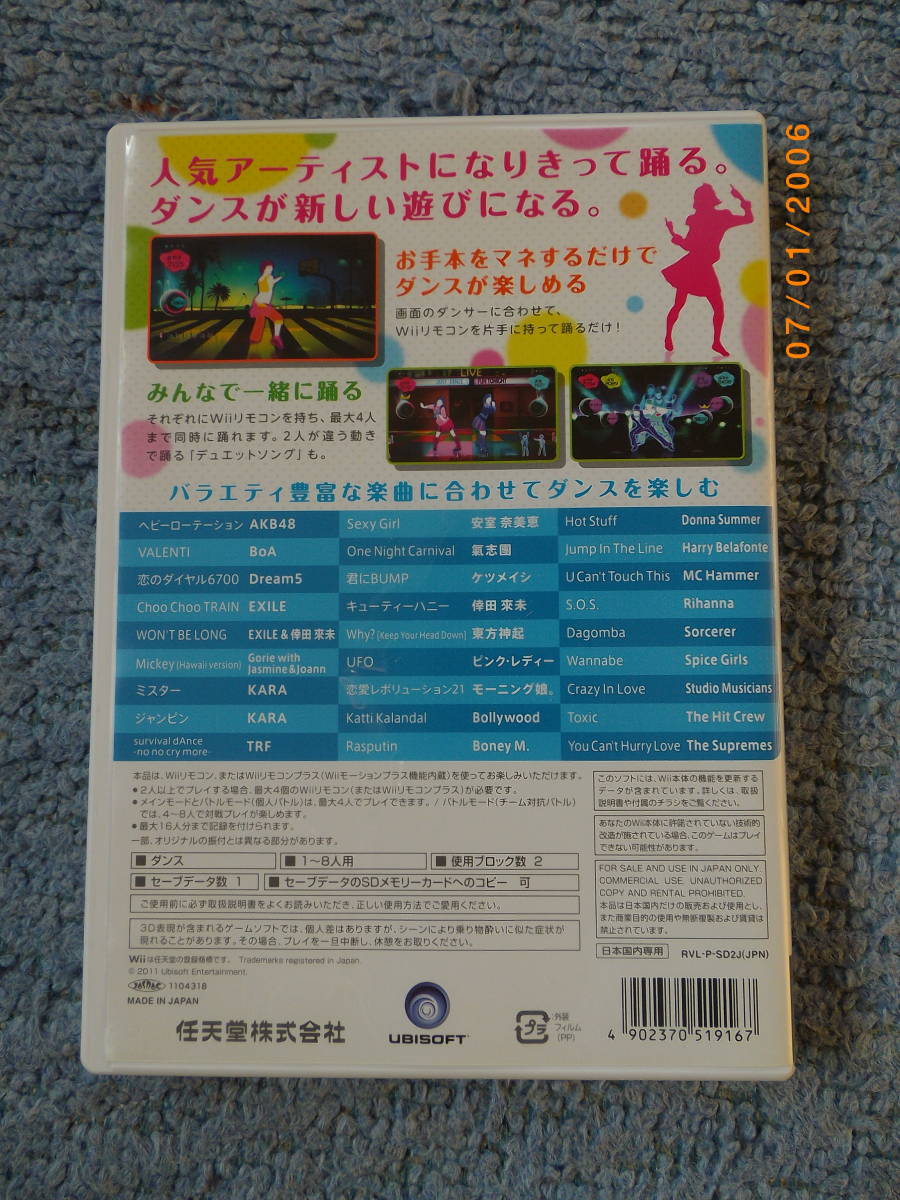 人気アーティストになりきって踊る。
ダンスが新しい遊びになる。
お手本をマネするだけで
ダンスが楽しめる
画面のダンサーに合わせて、
Wiiリモコンを片手に持って踊るだけ!
みんなで一緒に踊る
それぞれにWiiリモコンを持ち、最大4人
まで同時に踊れます。2人が違う動き
で踊る「デュエットソング」も。
LIVE
JUST DANCE
FUN TONIGHT
バラエティ豊富な楽曲に合わせてダンスを楽しむ
ヘビーローテーション AKB48
VALENTI BoA
恋のダイヤル6700 Dream5
Choo Choo TRAIN EXILE
WON'T BE LONG EXILE & 倖田 來未
Mickey (Hawaii version) Gorie with Jasmine&Joann
ミスター KARA
ジャンピン KARA
survival dAnce -no no cry more- TRF
Sexy Girl 安室 奈美恵
One Night Carnival 氣志團
君にBUMP ケツメイシ
キューティーハニー 倖田 來未
Why? [Keep Your Head Down] 東方神起
UFO ピンク・レディー
恋愛レボリューション21 モーニング娘。
Katti Kalandal Bollywood
Rasputin Boney M.
Hot Stuff Donna Summer
Jump In The Line Harry Belafonte
U Can't Touch This MC Hammer
S.O.S. Rihanna
Dagomba Sorcerer
Wannabe Spice Girls
Crazy In Love Studio Musicians
Toxic The Hit Crew
You Can't Hurry Love The Supremes
本品は、Wiiリモコン、またはWiiリモコンプラス(Wiiモーションプラス機能内蔵)を使ってお楽しみいただけます。
●2人以上でプレイする場合、最大4個のWiiリモコン(またはWiiリモコンプラス)が必要です。
●メインモードとバトルモード(個人バトル)は、最大4人でプレイできます。/バトルモード(チーム対抗バトル)
では、4~8人で対戦プレイが楽しめます。
●最大16人分まで記録を付けられます。
一部、オリジナルの振付とは異なる部分があります。
■ ダンス
■ 1~8人用
■ 使用ブロック数 2
■ セーブデータ数 1
■ セーブデータのSDメモリーカードへのコピー 可
ご使用前に必ず取扱説明書をよくお読みいただき、正しい使用方法でご愛用ください。
3D表現が含まれるゲームソフトでは、個人差はありますが、シーンにより乗り物酔いに似た症状が
現れることがあります。その場合、プレイを一旦中断し、休憩をお取りください。
Wiiは任天堂の登録商標です。 Trademarks registered in Japan.
© 2011 Ubisoft Entertainment.
1104318
MADE IN JAPAN
任天堂株式会社
UBISOFT
プラ
外装
フィルム
(PP)
このソフトには、Wii本体の機能を更新する
データが含まれています。詳しくは、取扱
説明書や付属のチラシをご覧ください。
あなたのWii本体に許諾されていない技術的
改造が施されている場合、このゲームはプレイ
できない可能性があります。
FOR SALE AND USE IN JAPAN ONLY.
COMMERCIAL USE, UNAUTHORIZED
COPY AND RENTAL PROHIBITED.
本品は日本国内だけの販売および使用とし、
また商業目的の使用や無断複製および賃貸は
禁止されています。
日本国内専用
RVL-P-SD2J(JPN)
4 902370 519167
07/01/2006